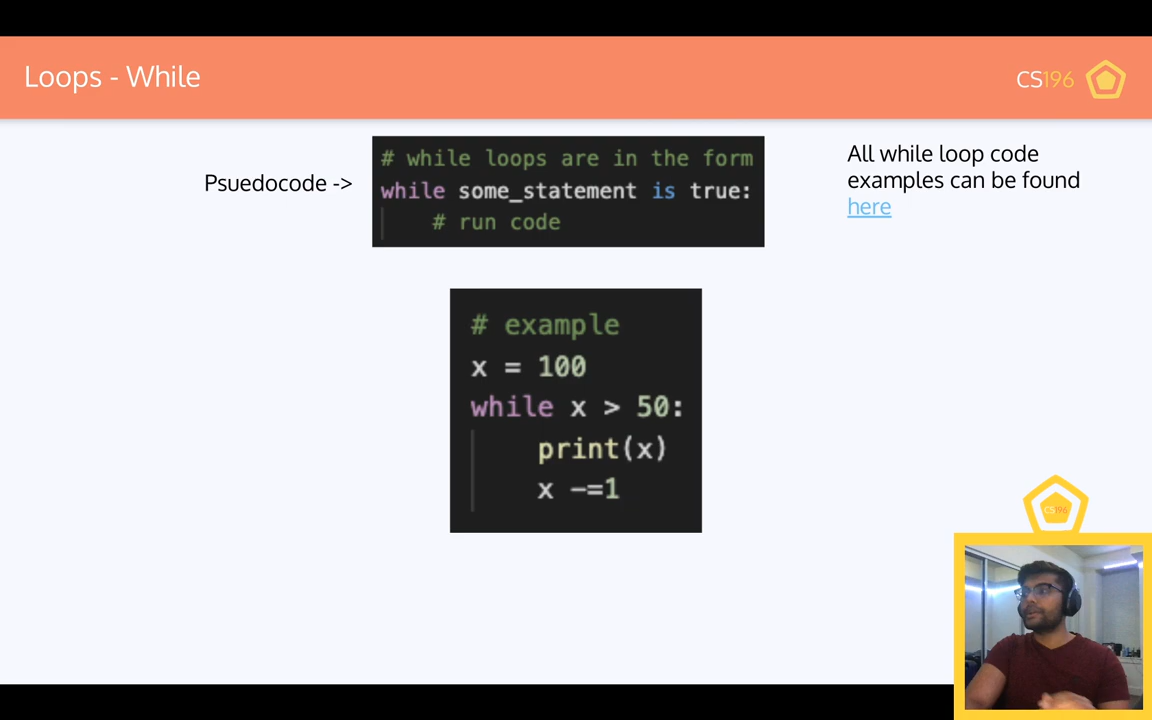 Loops - While
CS196
Psuedocode ->
# while loops are in the form
while some_statement is true:
# run code
All while loop code
examples can be found
here
# example
x = 100
while x > 50:
print(x)
x -=1
CS196